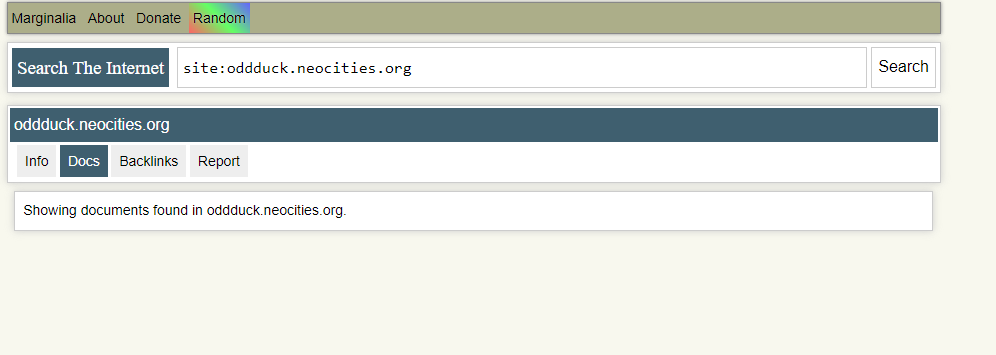 Marginalia About Donate Random
Search The Internet site:oddduck.neocities.org Search
oddduck.neocities.org
Info Docs Backlinks Report
Showing documents found in oddduck.neocities.org.